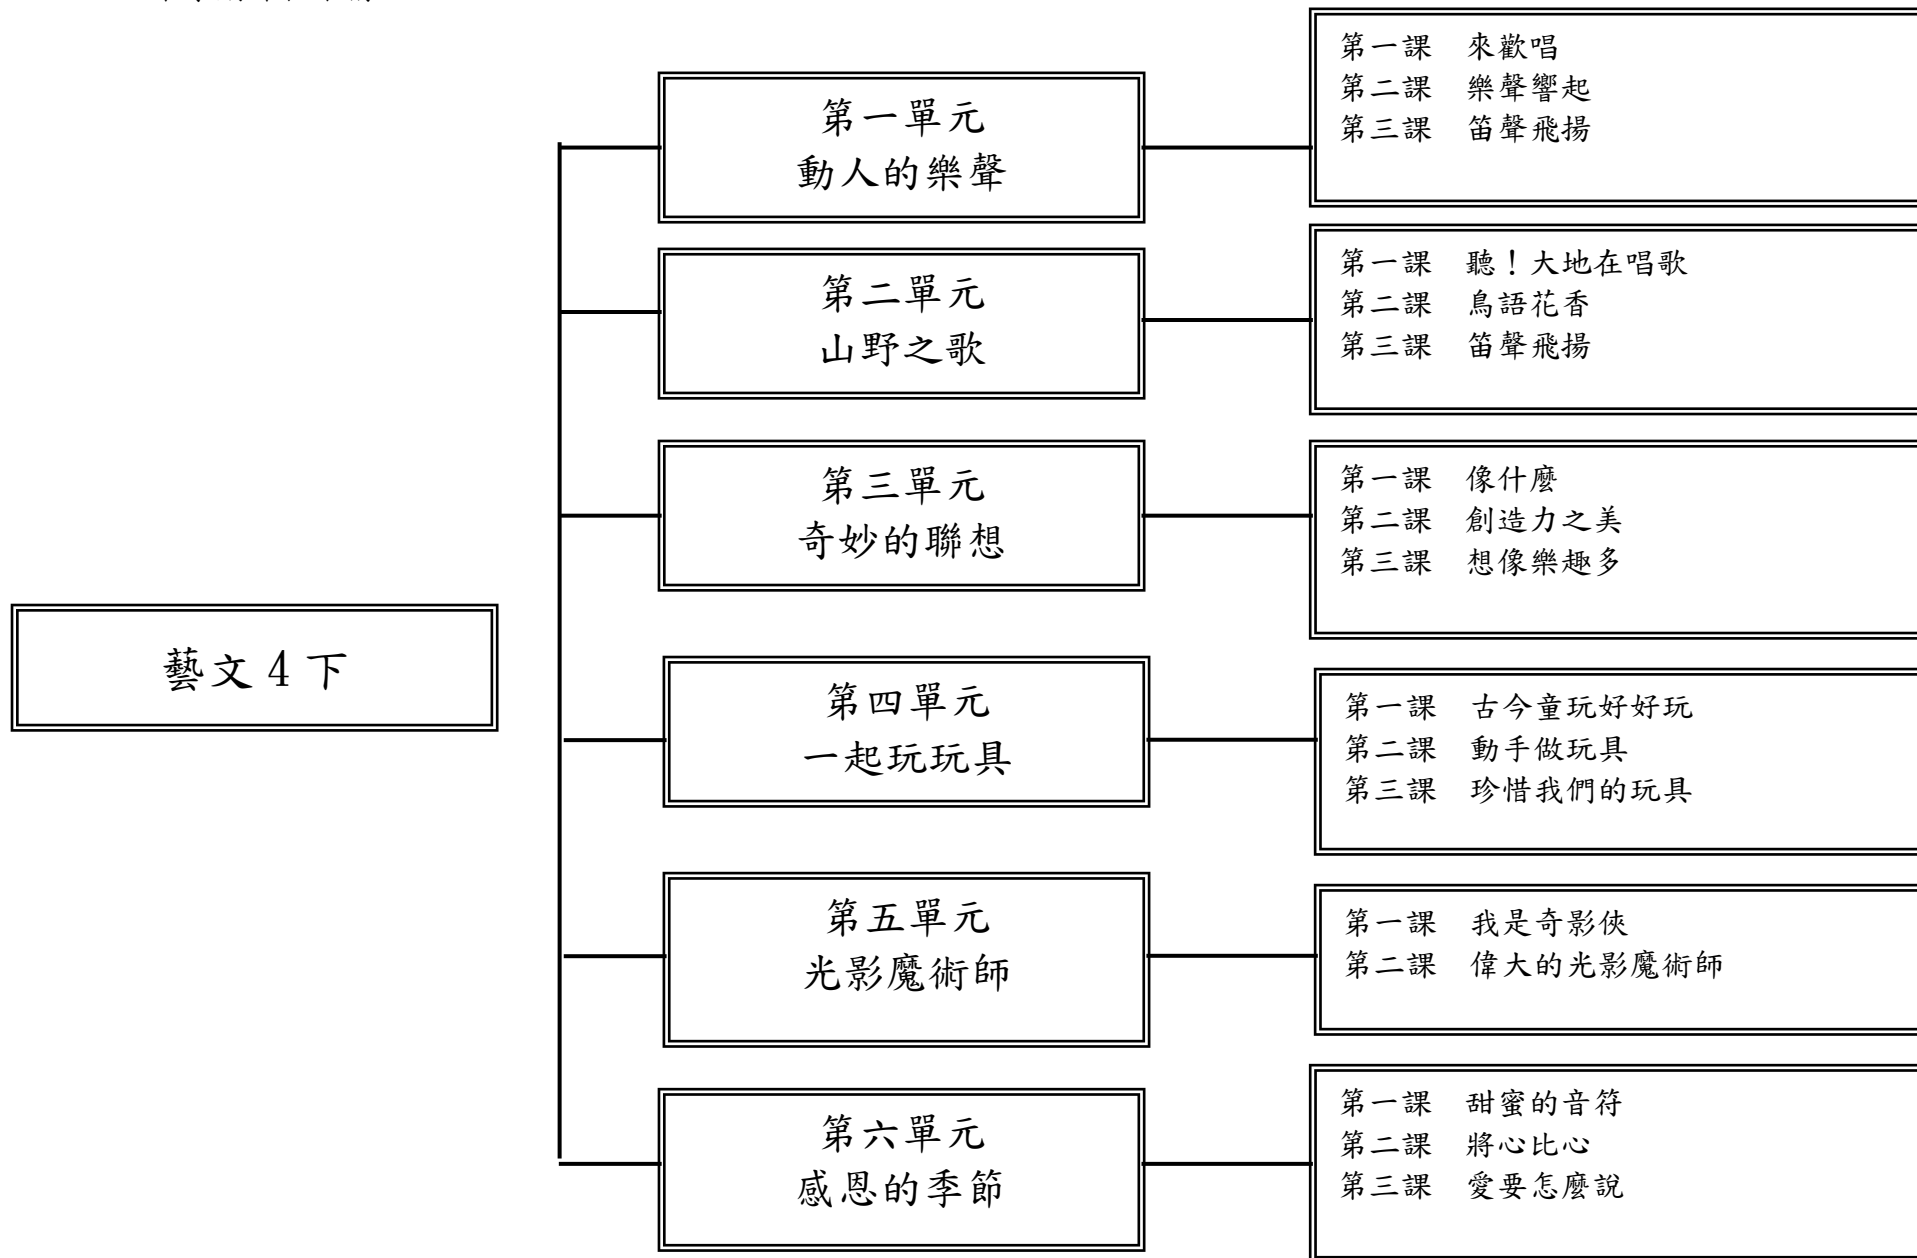 藝文 4 下
第一單元
動人的樂聲
第一課 來歡唱
第二課 樂聲響起
第三課 笛聲飛揚
第二單元
山野之歌
第一課 聽！大地在唱歌
第二課 鳥語花香
第三課 笛聲飛揚
第三單元
奇妙的聯想
第一課 像什麼
第二課 創造力之美
第三課 想像樂趣多
第四單元
一起玩玩具
第一課 古今童玩好好玩
第二課 動手做玩具
第三課 珍惜我們的玩具
第五單元
光影魔術師
第一課 我是奇影俠
第二課 偉大的光影魔術師
第六單元
感恩的季節
第一課 甜蜜的音符
第二課 將心比心
第三課 愛要怎麼說